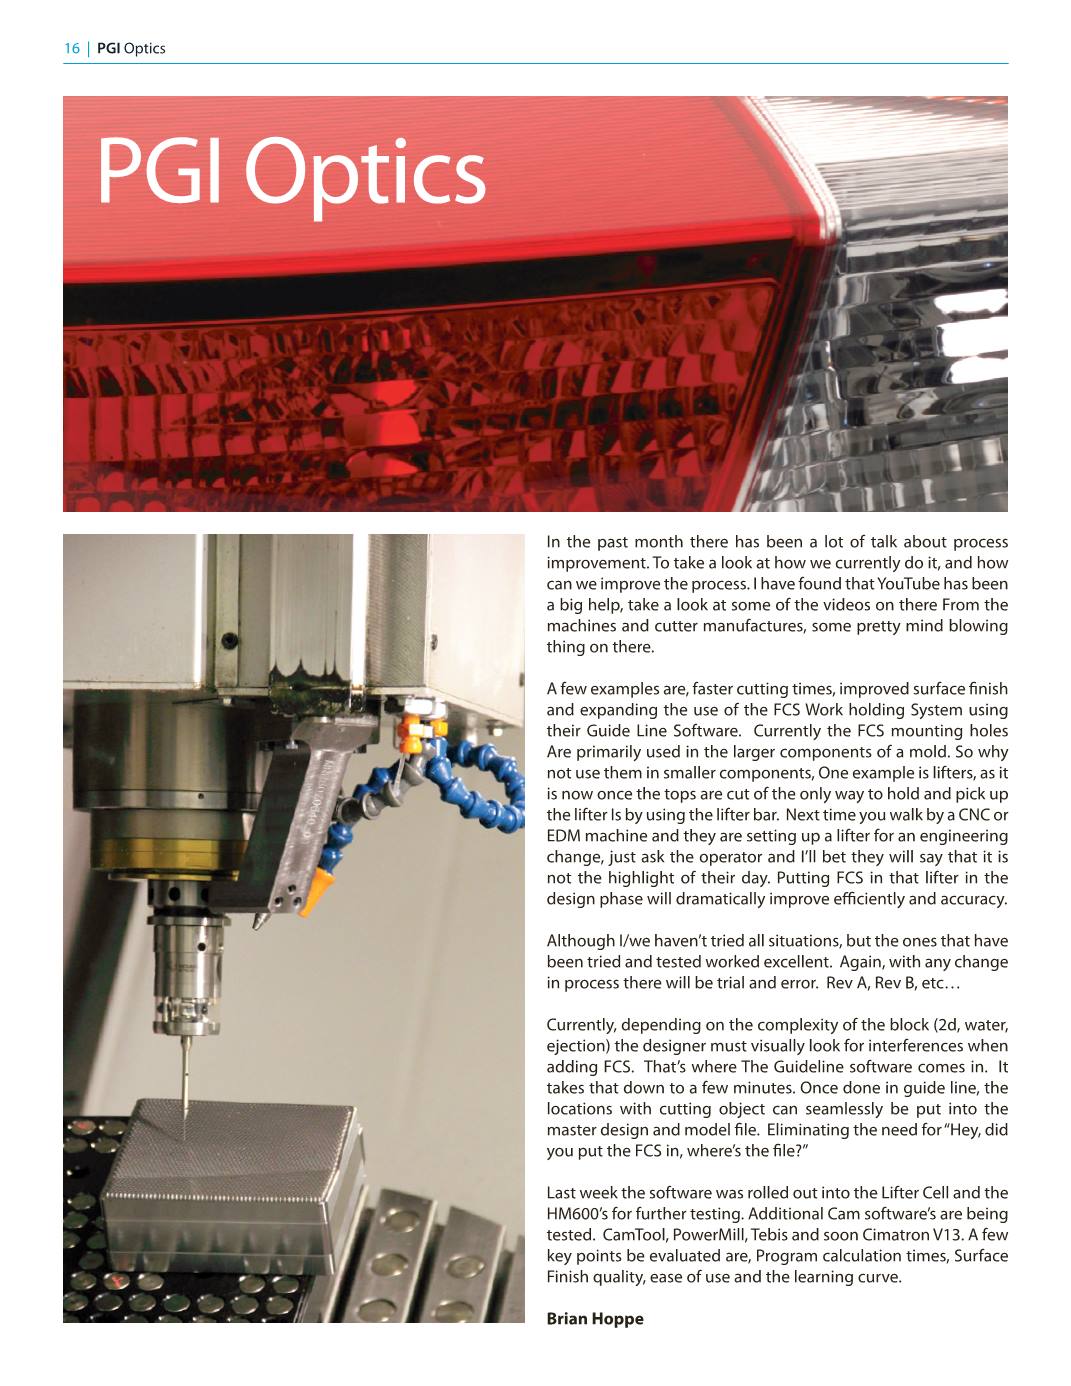 16 | PGI Optics
PGI Optics
In the past month there has been a lot of talk about process
improvement. To take a look at how we currently do it, and how
can we improve the process. I have found that YouTube has been
a big help, take a look at some of the videos on there From the
machines and cutter manufactures, some pretty mind blowing
thing on there.
A few examples are, faster cutting times, improved surface finish
and expanding the use of the FCS Work holding System using
their Guide Line Software.  Currently the FCS mounting holes
Are primarily used in the larger components of a mold. So why
not use them in smaller components, One example is lifters, as it
is now once the tops are cut of the only way to hold and pick up
the lifter Is by using the lifter bar.  Next time you walk by a CNC or
EDM machine and they are setting up a lifter for an engineering
change, just ask the operator and I'll bet they will say that it is
not the highlight of their day. Putting FCS in that lifter in the
design phase will dramatically improve efficiently and accuracy.
Although I/we haven't tried all situations, but the ones that have
been tried and tested worked excellent.  Again, with any change
in process there will be trial and error.  Rev A, Rev B, etc…
Currently, depending on the complexity of the block (2d, water,
ejection) the designer must visually look for interferences when
adding FCS.  That's where The Guideline software comes in.  It
takes that down to a few minutes. Once done in guide line, the
locations with cutting object can seamlessly be put into the
master design and model file.  Eliminating the need for "Hey, did
you put the FCS in, where's the file?"
Last week the software was rolled out into the Lifter Cell and the
HM600's for further testing. Additional Cam software's are being
tested.  CamTool, PowerMill, Tebis and soon Cimatron V13. A few
key points be evaluated are, Program calculation times, Surface
Finish quality, ease of use and the learning curve.
Brian Hoppe